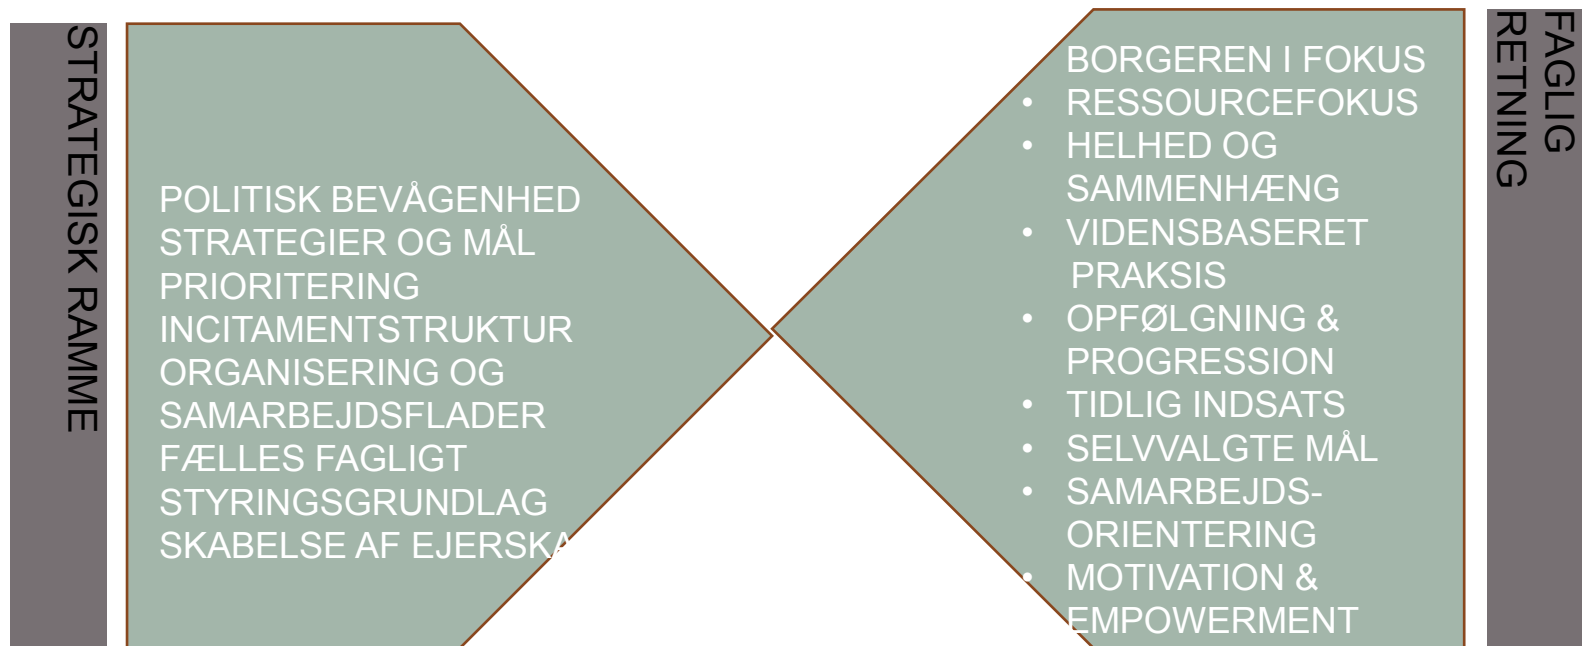 STRATEGISK RAMME
POLITISK BEVÅGENHED
STRATEGIER OG MÅL
PRIORITERING
INCITAMENTSTRUKTUR
ORGANISERING OG
SAMARBEJDSFLADER
FÆLLES FAGLIGT
STYRINGSGRUNDLAG
SKABELSE AF EJERSKA
BORGEREN I FOKUS
• RESSOURCEFOKUS
• HELHED OG
SAMMENHÆNG
• VIDENSBASERET
PRAKSIS
• OPFØLGNING &
PROGRESSION
• TIDLIG INDSATS
• SELVVALGTE MÅL
• SAMARBEJDS-
ORIENTERING
• MOTIVATION &
EMPOWERMENT
FAGLIG
RETNING